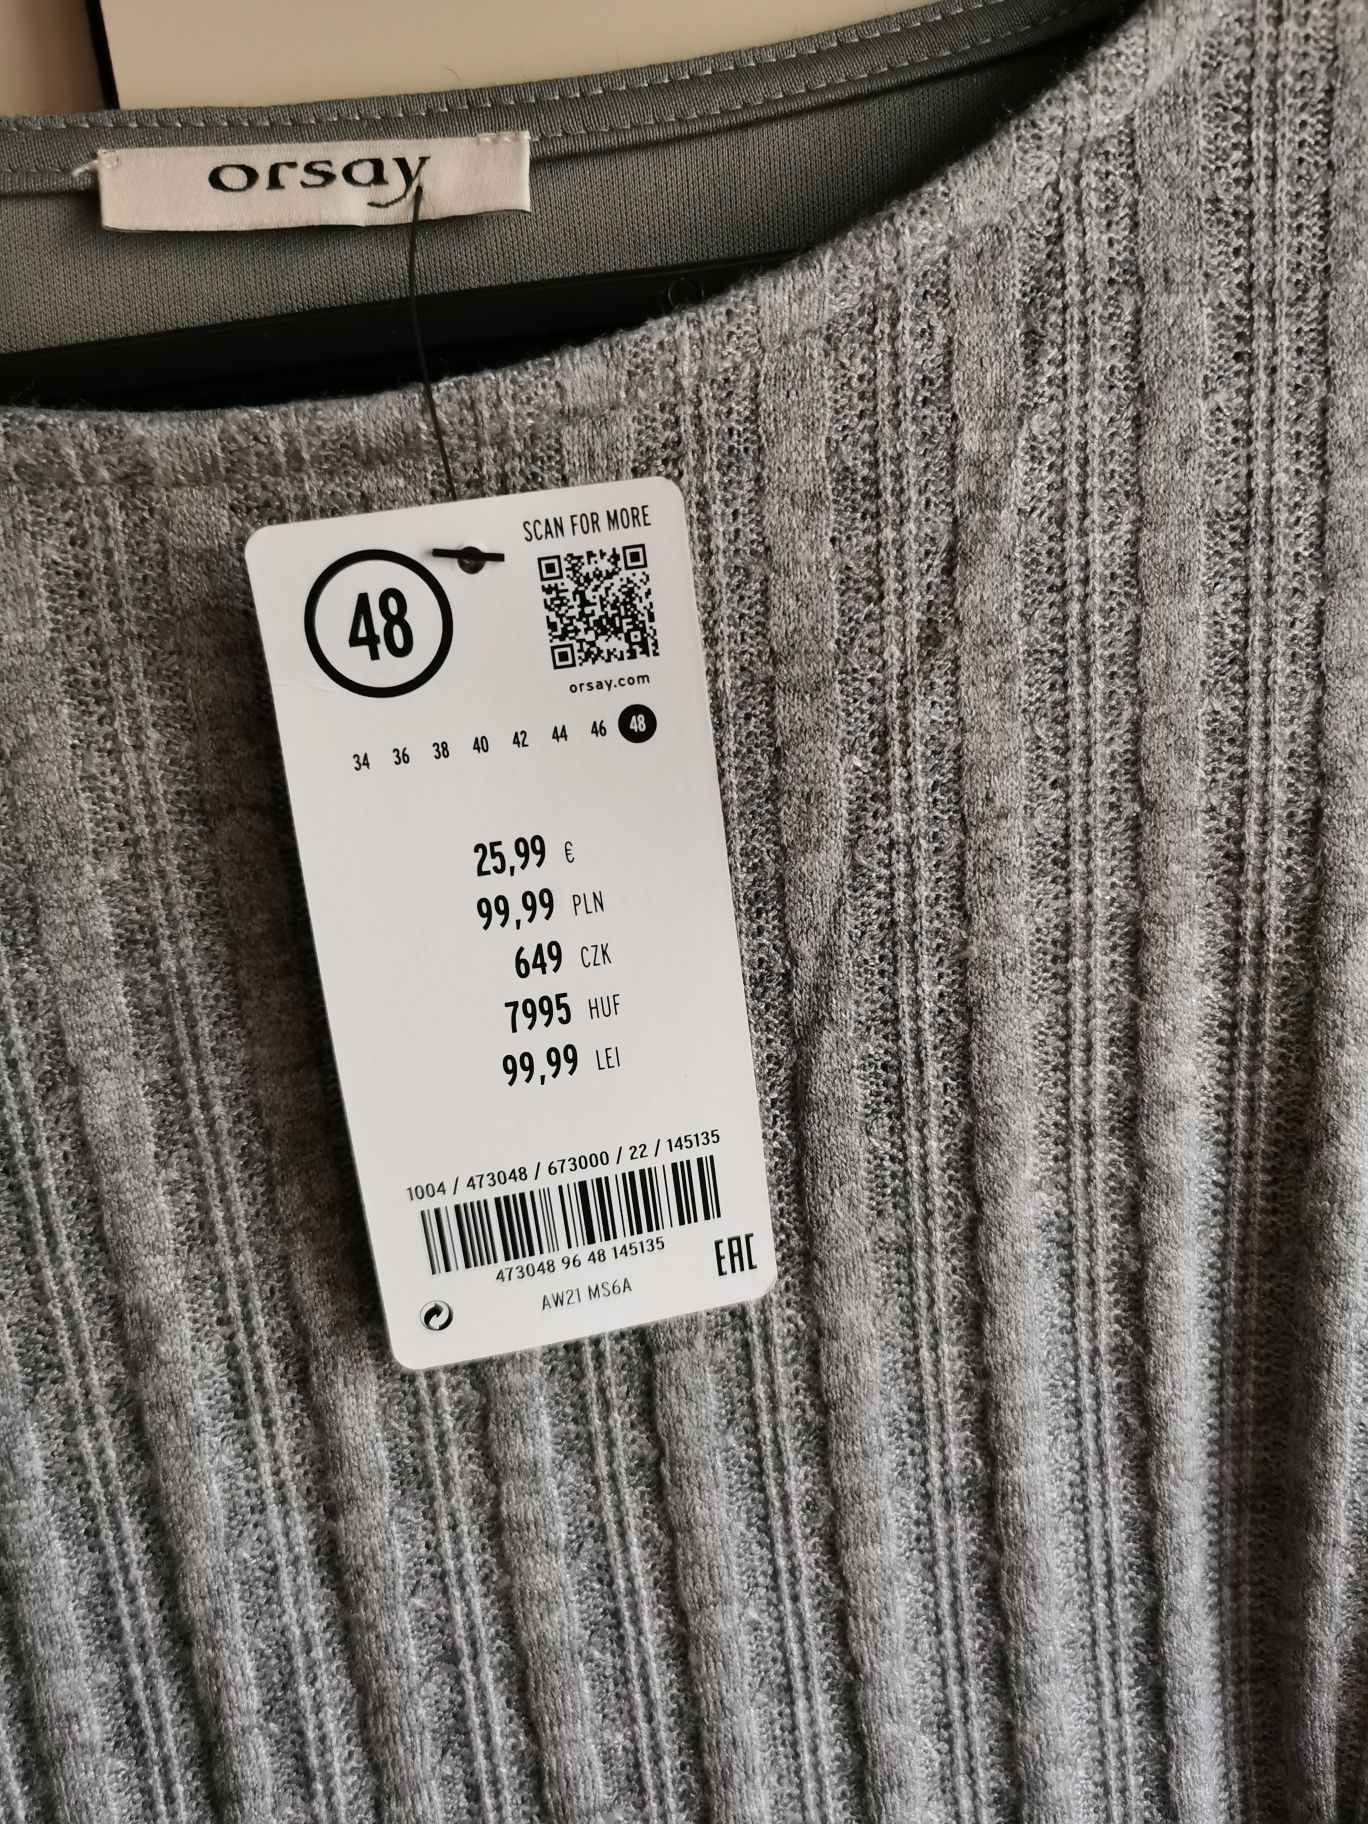 orsay
SCAN FOR MORE
48
orsay.com
34 36 38 40 42 44 46 48
25,99 €
99,99 PLN
649 CZK
7995 HUF
99,99 LEI
1004 / 473048 / 673000 / 22 / 145135
473048 96 48 145135
EAC
AW21 MS6A